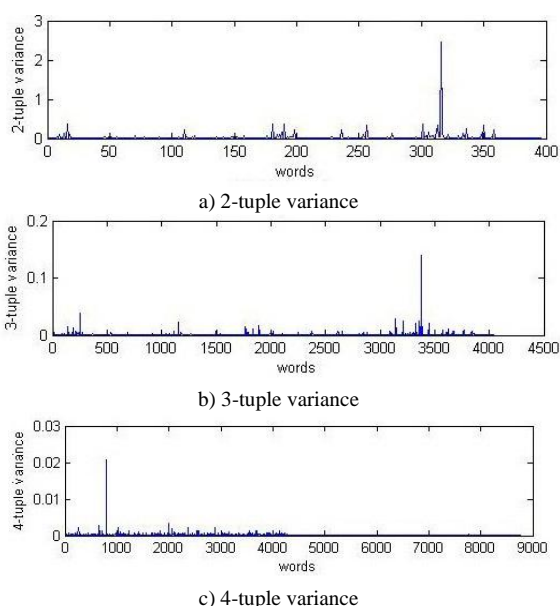 3
2
1
0
2-tuple variance
0 50 100 150 200 250 300 350 400
words
a) 2-tuple variance
0.2
0.1
0
3-tuple variance
0 500 1000 1500 2000 2500 3000 3500 4000 4500
words
b) 3-tuple variance
0.03
0.02
0.01
0
4-tuple variance
0 1000 2000 3000 4000 5000 6000 7000 8000 9000
words
c) 4-tuple variance